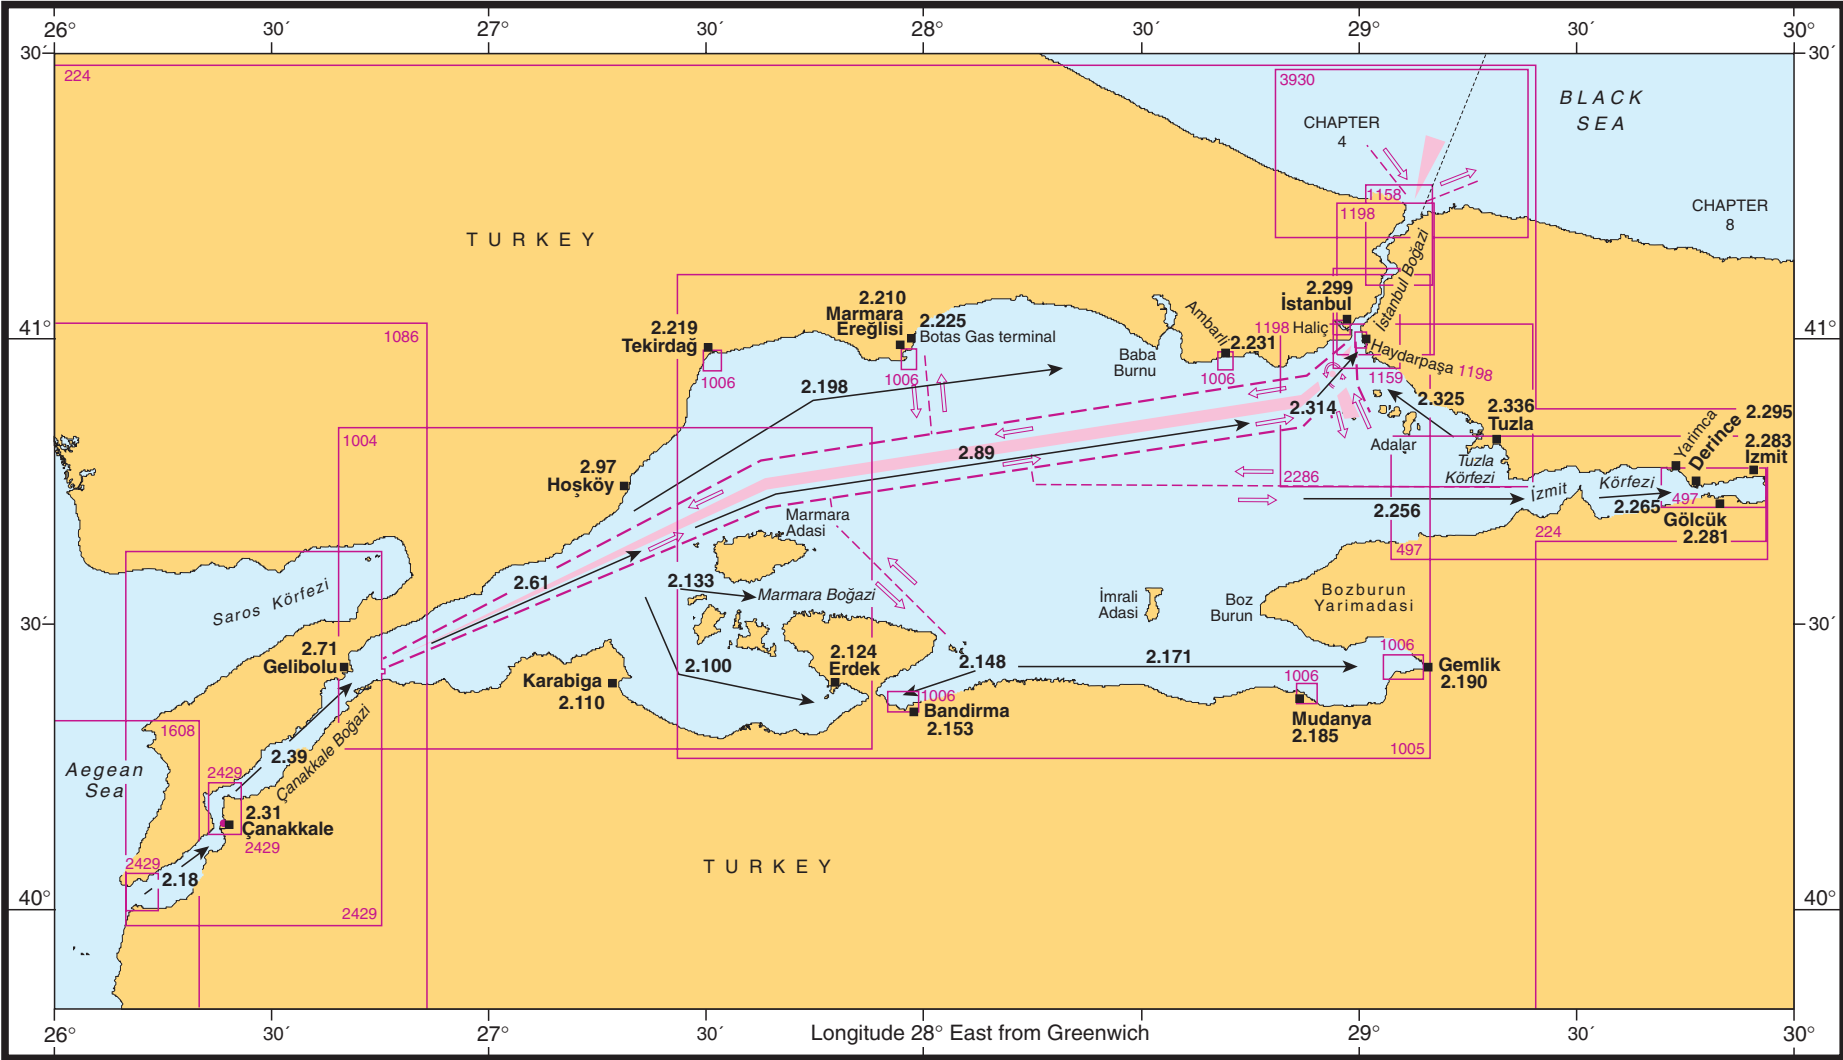 26° 30´ 27° 30´ 28° 30´ 29° 30´ 30°
30´ 30´
224
3930
BLACK
SEA
CHAPTER
4
1158
1198
CHAPTER
8
TURKEY
İstanbul Boğazi
2.299
İstanbul
2.210
Marmara
Ereğlisi
2.225
Botas Gas terminal
2.219
Tekirdağ
Ambarli
2.231
1198 Haliç
Haydarpaşa 1198
41° 1086 41°
Baba
Burnu
1006 1006 1006
1159
2.198
2.314
2.325
2.336
Tuzla
Adalar
2.295
Yarimca
Derince
2.283
Izmit
1004
2.89
2.97
Hoşköy
Tuzla
Körfezi
2286
İzmit Körfezi
497
2.256
2.265
Gölcük
2.281
224
497
Marmara
Adasi
2.61
2.133
Marmara Boğazi
İmrali
Adasi
Boz
Burun
Bozburun
Yarimadasi
Saros Körfezi
30´ 30´
2.71
Gelibolu
2.100
2.124
Erdek
2.148
2.171
1006
Gemlik
2.190
Karabiga
2.110
1006
Bandirma
2.153
1006
Mudanya
2.185
1005
1608
Aegean
Sea
2.39
Çanakkale Boğazi
2429
2.31
Çanakkale
2429
2429
2.18
2429
TURKEY
40° 40°
26° 30´ 27° 30´ Longitude 28° East from Greenwich 29° 30´ 30°